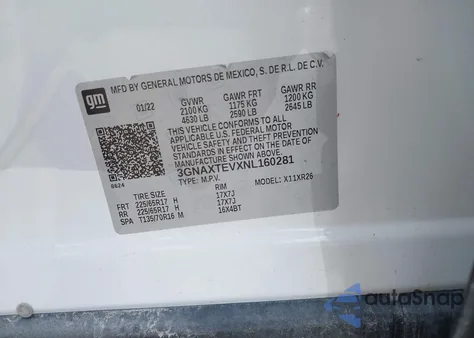 gm
MFD BY GENERAL MOTORS DE MEXICO, S. DE R.L. DE C.V.
01/22 GVWR GAWR FRT GAWR RR
2100 KG 1175 KG 1200 KG
4630 LB 2590 LB 2645 LB
THIS VEHICLE CONFORMS TO ALL
APPLICABLE U.S. FEDERAL MOTOR
VEHICLE SAFETY STANDARDS IN
EFFECT ON THE DATE OF
MANUFACTURE SHOWN ABOVE.
3GNAXTEVXNL160281
6624 TYPE: M.P.V. MODEL: X11XR26
TIRE SIZE RIM
FRT 225/65R17 H 17X7J
RR 225/65R17 H 17X7J
SPA T135/70R16 M 16X4BT
autoSnap